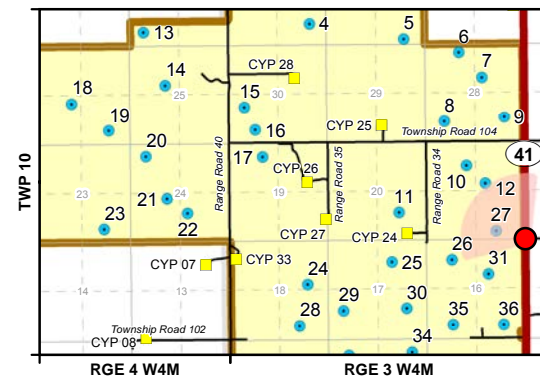 4
5
13
6
CYP 28
14
7
18
25
30
29
28
15
8
9
19
CYP 25
16
Township Road 104
20
17
41
TWP 10
Range Road 40
CYP 26
Range Road 35
Range Road 34
10
12
23
24
19
20
21
11
27
23
22
CYP 27
CYP 24
26
CYP 07
CYP 33
24
25
31
14
13
18
17
16
28
29
30
35
36
Township Road 102
CYP 08
34
RGE 4 W4M
RGE 3 W4M